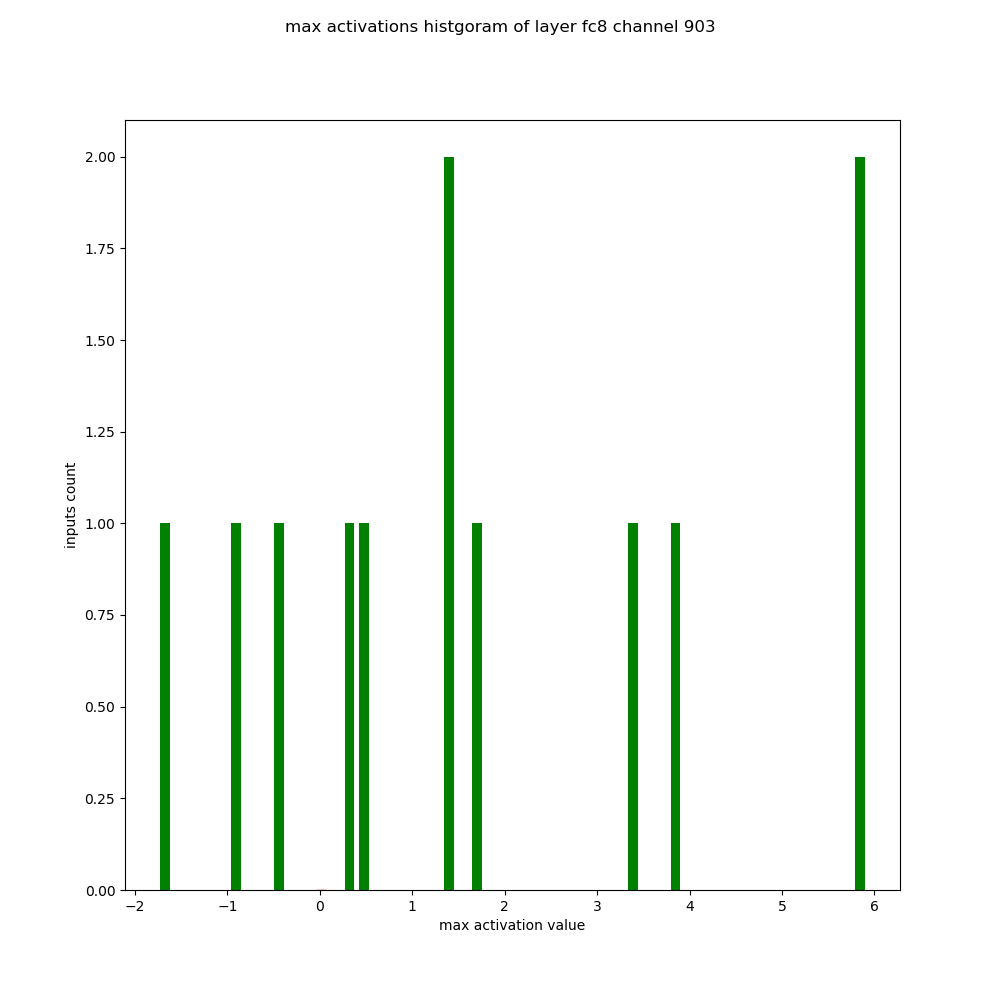 max activations histgoram of layer fc8 channel 903
2.00
1.75
1.50
1.25
1.00
0.75
0.50
0.25
0.00
inputs count
−2 −1 0 1 2 3 4 5 6
max activation value